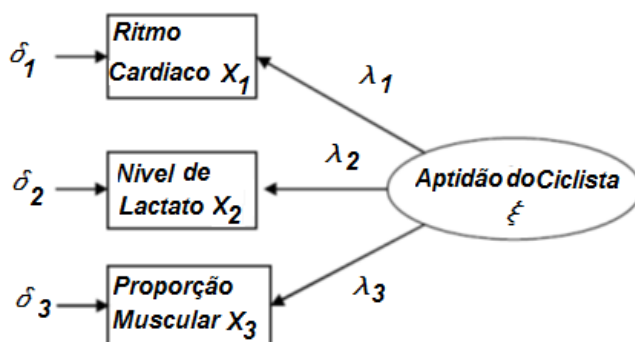 δ1
Ritmo
Cardiaco X1
λ1
δ2
Nivel de
Lactato X2
λ2
Aptidão do Ciclista
ξ
δ3
Proporção
Muscular X3
λ3